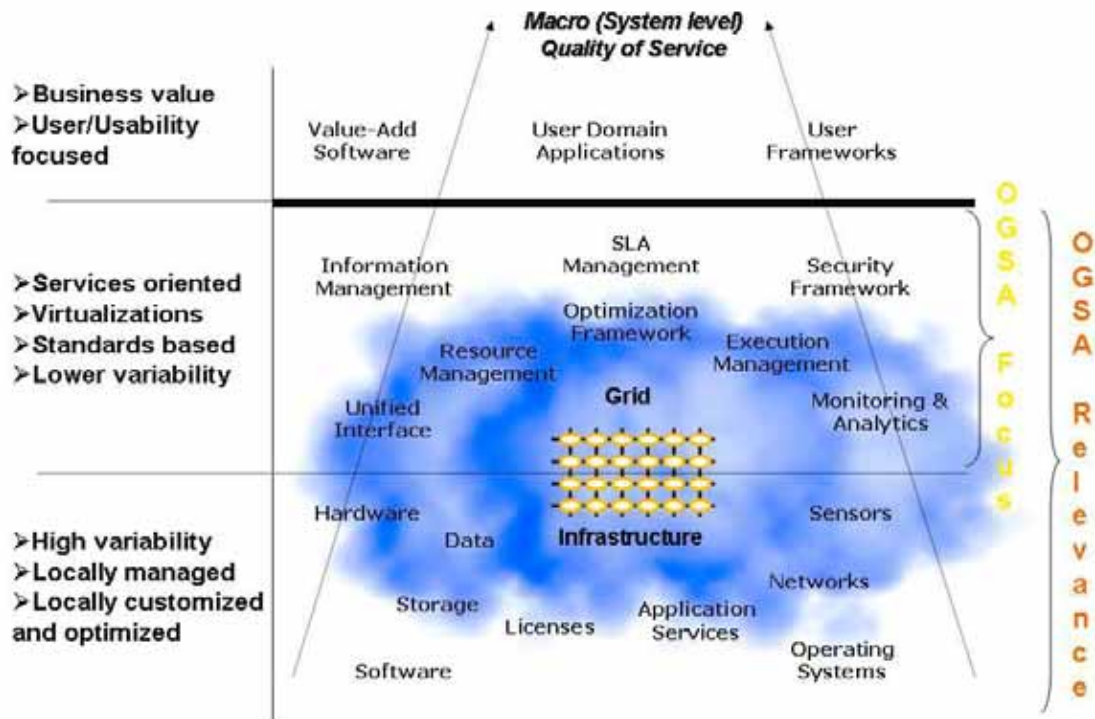 Macro (System level)
Quality of Service
➢Business value
➢User/Usability
focused
Value-Add
Software
User Domain
Applications
User
Frameworks
➢Services oriented
➢Virtualizations
➢Standards based
➢Lower variability
Information
Management
SLA
Management
Security
Framework
Optimization
Framework
Resource
Management
Execution
Management
Unified
Interface
Grid
Monitoring &
Analytics
➢High variability
➢Locally managed
➢Locally customized
and optimized
Hardware
Data
Infrastructure
Sensors
Storage
Licenses
Application
Services
Networks
Software
Operating
Systems
OGSA Focus
OGSA Relevance